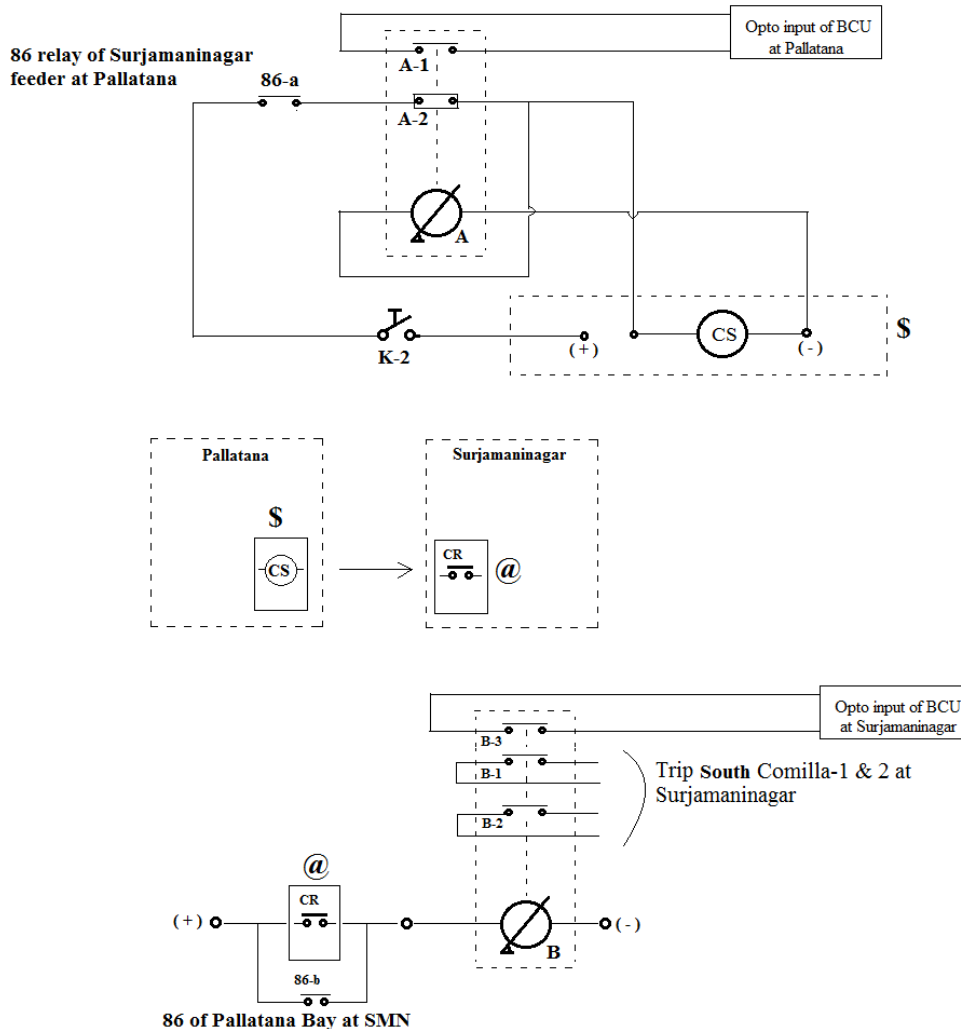 Opto input of BCU
at Pallatana
86 relay of Surjamaninagar
feeder at Pallatana
A-1
86-a
A-2
A
K-2
(+)
CS
(-)
$
Pallatana
Surjamaninagar
$
CS
CR
@
Opto input of BCU
at Surjamaninagar
B-3
B-1
Trip South Comilla-1 & 2 at
Surjamaninagar
B-2
@
CR
(+)
(-)
B
86-b
86 of Pallatana Bay at SMN